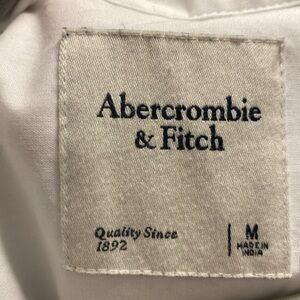 Abercrombie
& Fitch
Quality Since
1892
M
MADE IN
INDIA